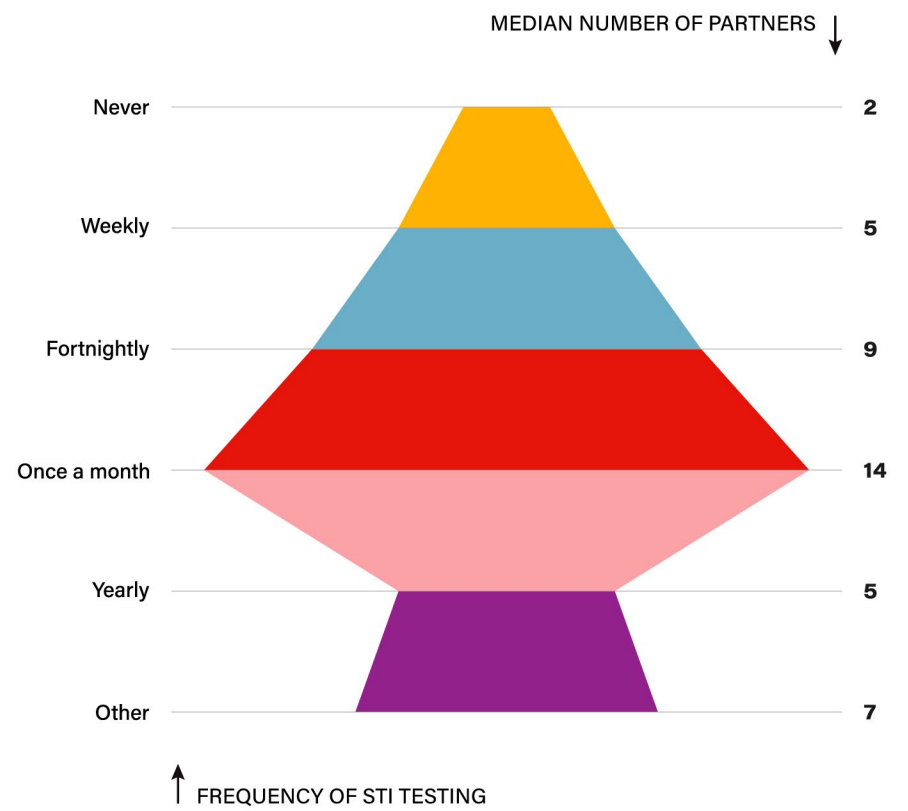 MEDIAN NUMBER OF PARTNERS
Never 2
Weekly 5
Fortnightly 9
Once a month 14
Yearly 5
Other 7
FREQUENCY OF STI TESTING